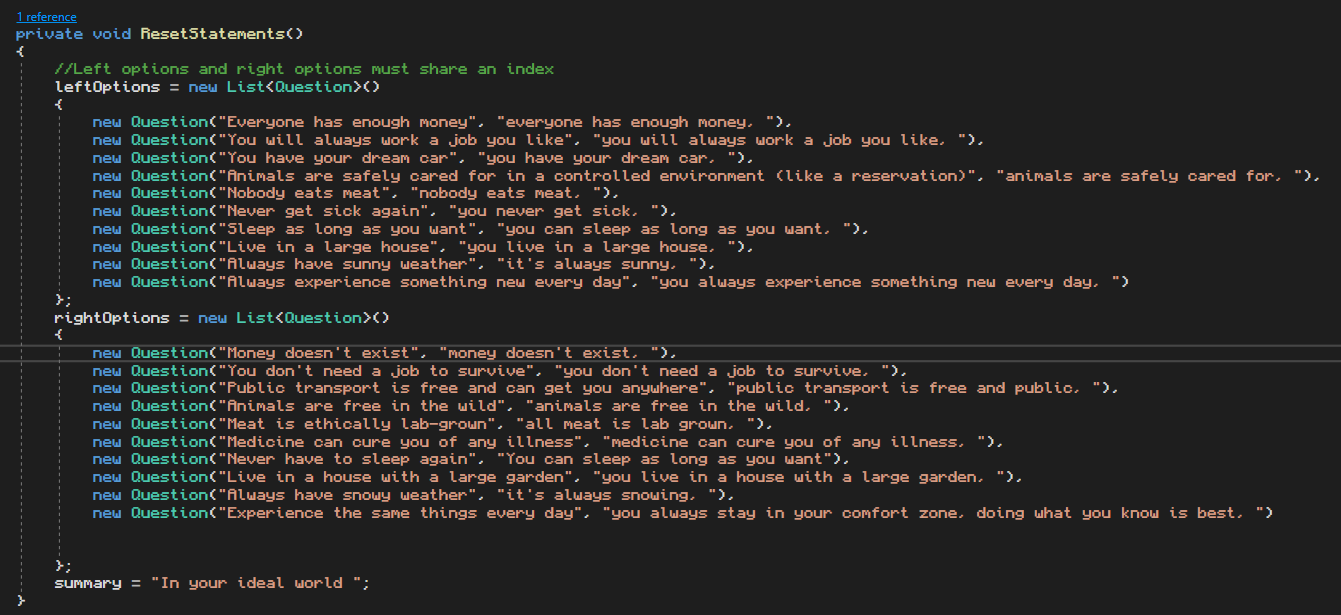 1 reference
private void ResetStatements()
{
//Left options and right options must share an index
leftOptions = new List<Question>()
{
new Question("Everyone has enough money", "everyone has enough money, "),
new Question("You will always work a job you like", "you will always work a job you like, "),
new Question("You have your dream car", "you have your dream car, "),
new Question("Animals are safely cared for in a controlled environment (like a reservation)", "animals are safely cared for, "),
new Question("Nobody eats meat", "nobody eats meat, "),
new Question("Never get sick again", "you never get sick, "),
new Question("Sleep as long as you want", "you can sleep as long as you want, "),
new Question("Live in a large house", "you live in a large house, "),
new Question("Always have sunny weather", "it's always sunny, "),
new Question("Always experience something new every day", "you always experience something new every day, ")
};
rightOptions = new List<Question>()
{
new Question("Money doesn't exist", "money doesn't exist, "),
new Question("You don't need a job to survive", "you don't need a job to survive, "),
new Question("Public transport is free and can get you anywhere", "public transport is free and public, "),
new Question("Animals are free in the wild", "animals are free in the wild, "),
new Question("Meat is ethically lab-grown", "all meat is lab grown, "),
new Question("Medicine can cure you of any illness", "medicine can cure you of any illness, "),
new Question("Never have to sleep again", "You can sleep as long as you want"),
new Question("Live in a house with a large garden", "you live in a house with a large garden, "),
new Question("Always have snowy weather", "it's always snowing, "),
new Question("Experience the same things every day", "you always stay in your comfort zone, doing what you know is best, ")
};
summary = "In your ideal world ";
}